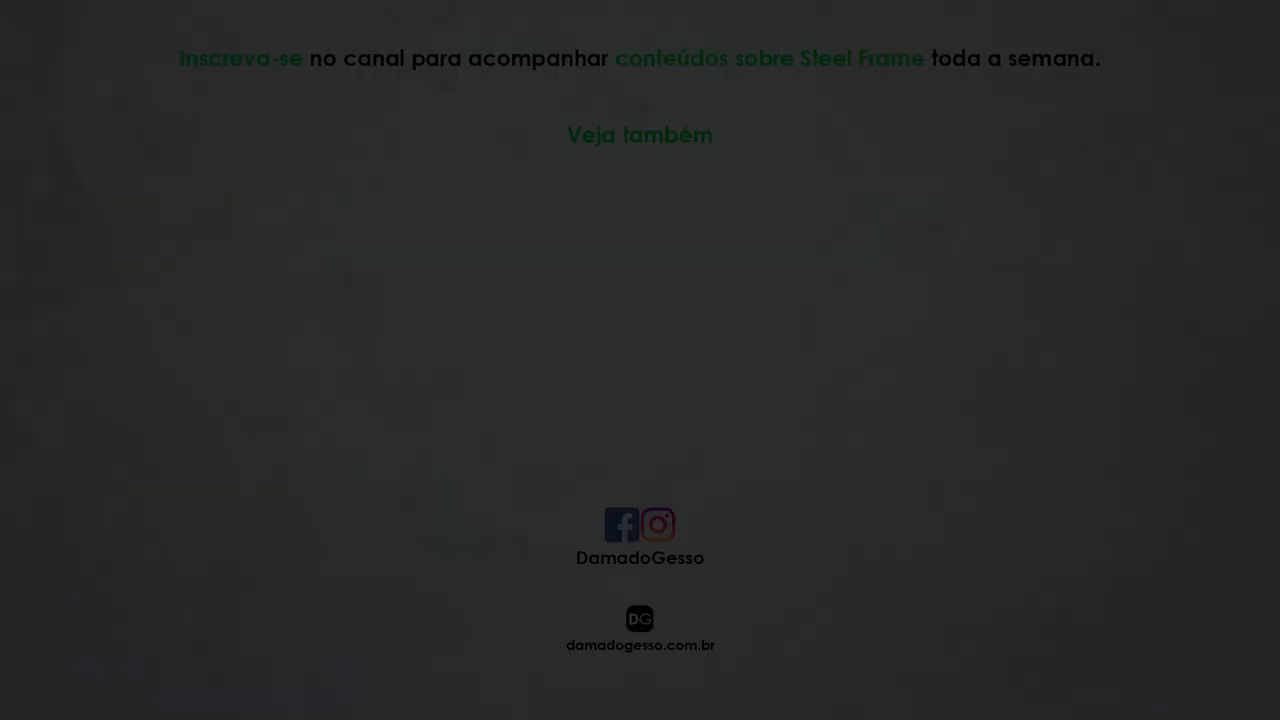 Inscreva-se no canal para acompanhar conteúdos sobre Steel Frame toda a semana.
Veja também
DamadoGesso
DG
damadogesso.com.br